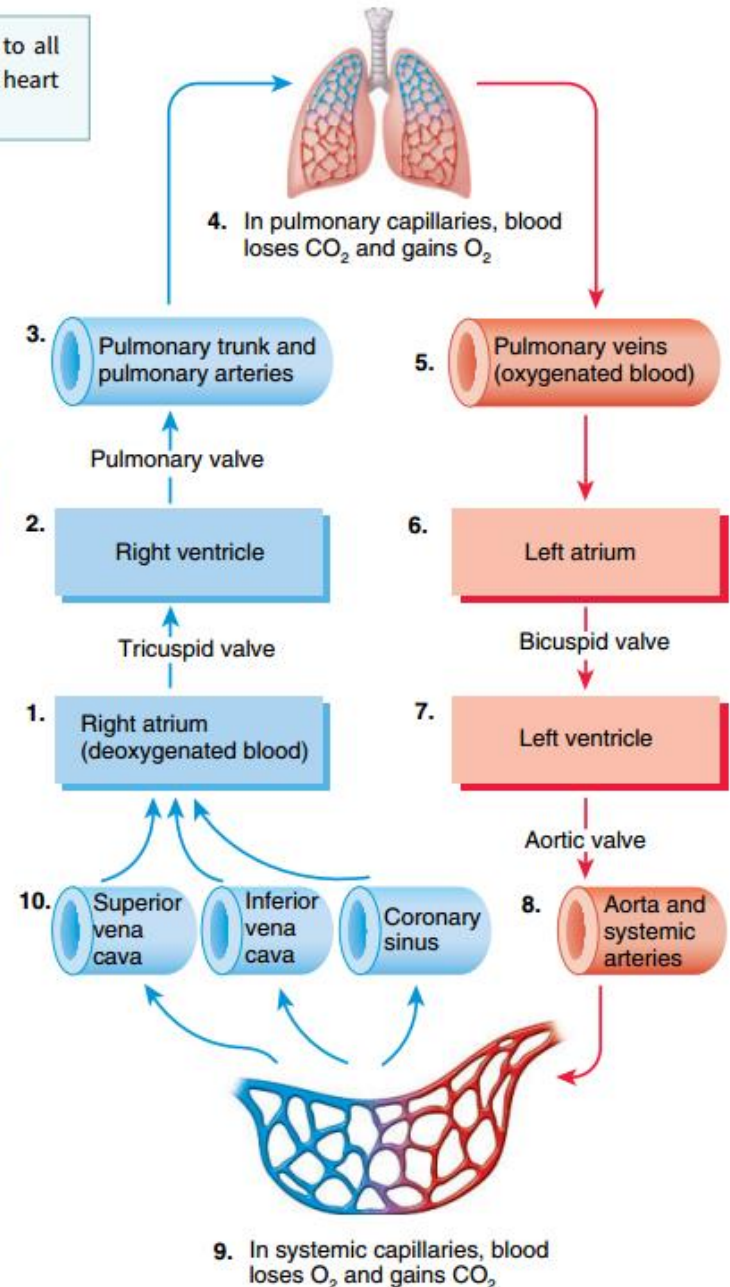 to all
heart
4. In pulmonary capillaries, blood
loses CO₂ and gains O₂
3. Pulmonary trunk and
pulmonary arteries
5. Pulmonary veins
(oxygenated blood)
Pulmonary valve
2. Right ventricle
6. Left atrium
Tricuspid valve
Bicuspid valve
1. Right atrium
(deoxygenated blood)
7. Left ventricle
Aortic valve
10. Superior
vena
cava
Inferior
vena
cava
Coronary
sinus
8. Aorta and
systemic
arteries
9. In systemic capillaries, blood
loses O₂ and gains CO₂